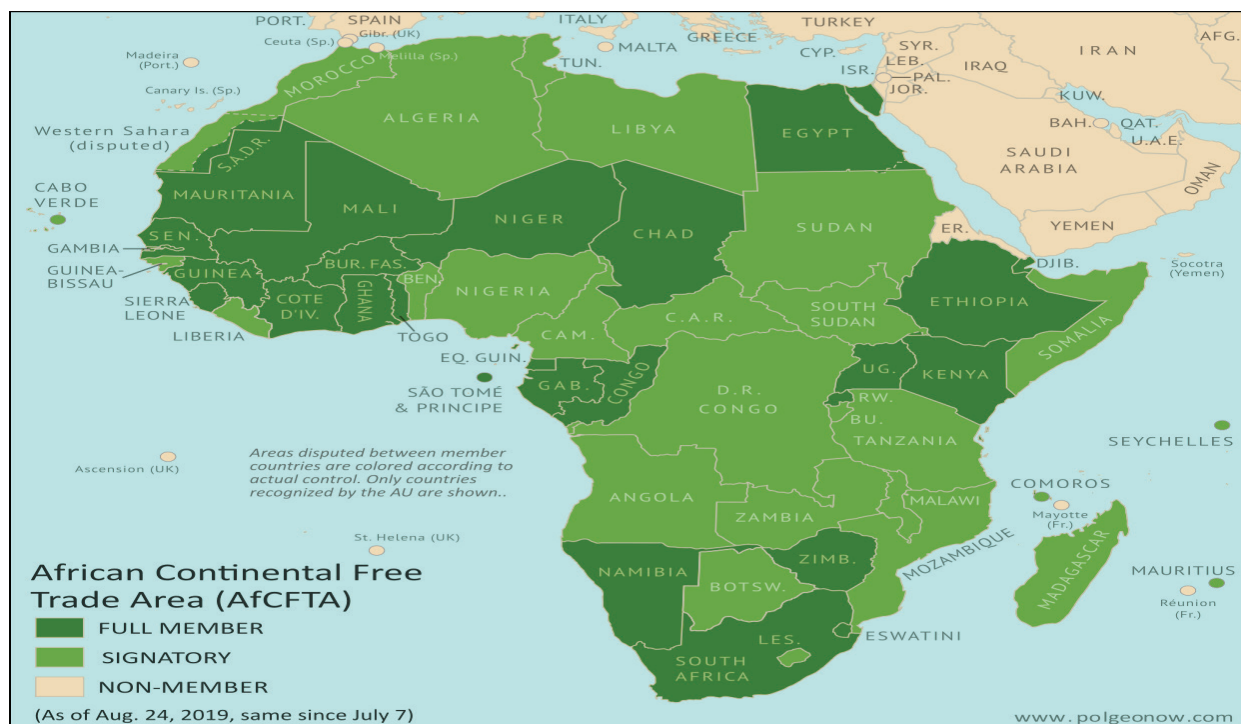 PORT.
SPAIN
ITALY
TURKEY
Ceuta (Sp.)
Gibr. (UK)
GREECE
AFG.
Madeira
(Port.)
Melilla (Sp.)
MALTA
CYP.
SYR.
IRAN
MOROCCO
TUN.
LEB.
IRAQ
Canary Is. (Sp.)
ISR.
PAL.
JOR.
KUW.
ALGERIA
LIBYA
EGYPT
BAH.
QAT.
Western Sahara
(disputed)
U.A.E.
S.A.D.R.
SAUDI
ARABIA
OMAN
CABO
VERDE
MAURITANIA
MALI
NIGER
CHAD
SUDAN
ER.
YEMEN
SEN.
GAMBIA
GUINEA-
BISSAU
GUINEA
BUR. FAS.
BEN.
NIGERIA
DJIB.
Socotra
(Yemen)
SIERRA
LEONE
COTE
D'IV.
GHANA
ETHIOPIA
SOUTH
SUDAN
C.A.R.
LIBERIA
TOGO
CAM.
SOMALIA
EQ. GUIN.
SÃO TOMÉ
& PRINCIPE
GAB.
CONGO
D.R.
CONGO
UG.
KENYA
RW.
BU.
TANZANIA
SEYCHELLES
Ascension (UK)
Areas disputed between member
countries are colored according to
actual control. Only countries
recognized by the AU are shown..
ANGOLA
ZAMBIA
MALAWI
COMOROS
Mayotte
(Fr.)
St. Helena (UK)
MOZAMBIQUE
MADAGASCAR
MAURITIUS
Réunion
(Fr.)
NAMIBIA
ZIMB.
BOTSW.
LES.
ESWATINI
SOUTH
AFRICA
African Continental Free
Trade Area (AfCFTA)
FULL MEMBER
SIGNATORY
NON-MEMBER
(As of Aug. 24, 2019, same since July 7)
www.polgeonow.com